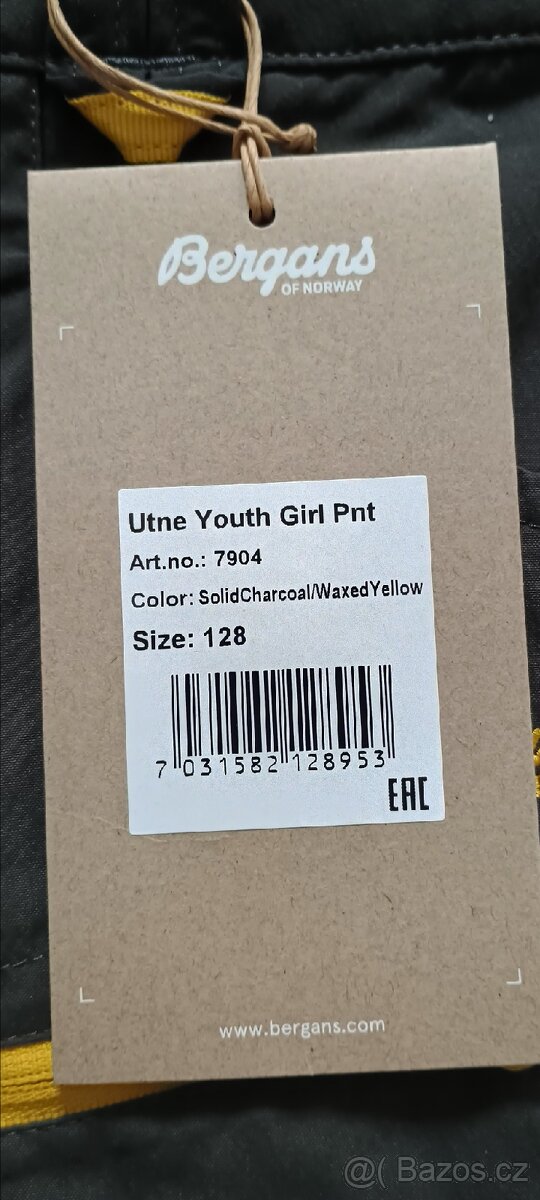 Bergans
OF NORWAY
Utne Youth Girl Pnt
Art.no.: 7904
Color: SolidCharcoal/WaxedYellow
Size: 128
7 031582 128953
EAC
www.bergans.com
@( Bazos.cz